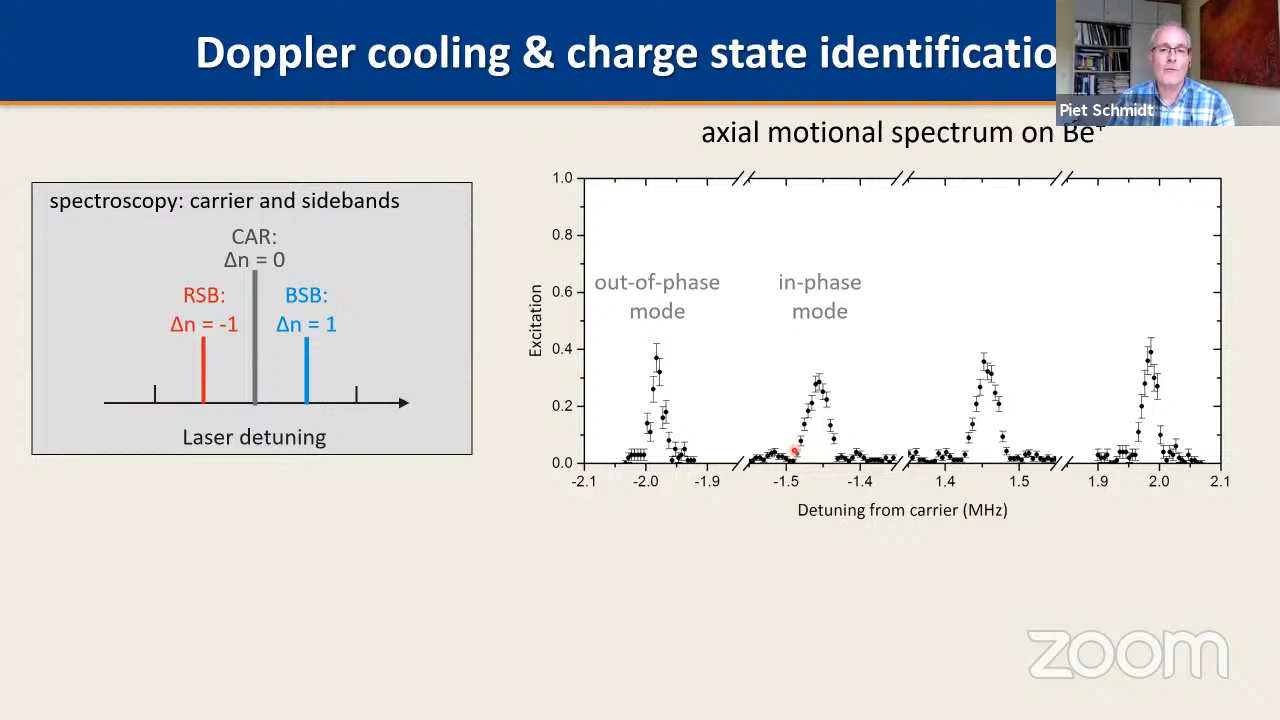 Doppler cooling & charge state identificatio
Piet Schmidt
axial motional spectrum on Be⁺
spectroscopy: carrier and sidebands
CAR:
Δn = 0
RSB:
Δn = -1
BSB:
Δn = 1
Laser detuning
Excitation
1.0
0.8
0.6
0.4
0.2
0.0
out-of-phase
mode
in-phase
mode
-2.1 -2.0 -1.9 -1.5 -1.4 1.4 1.5 1.9 2.0 2.1
Detuning from carrier (MHz)
zoom